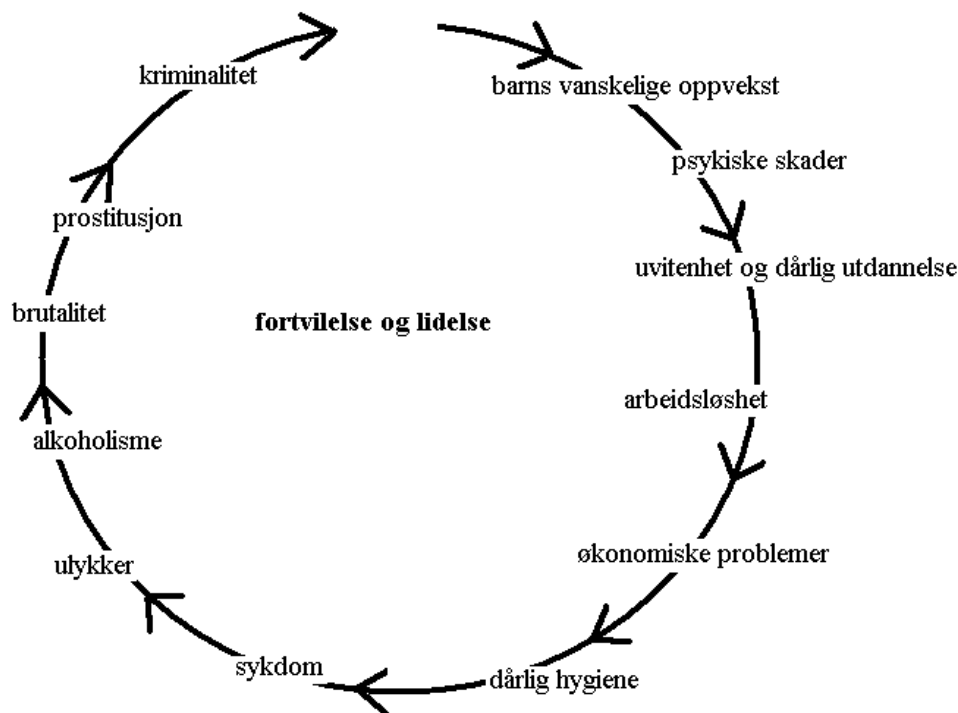 kriminalitet
barns vanskelige oppvekst
psykiske skader
prostitusjon
uvitenhet og dårlig utdannelse
brutalitet
fortvilelse og lidelse
arbeidsløshet
alkoholisme
økonomiske problemer
ulykker
sykdom
dårlig hygiene